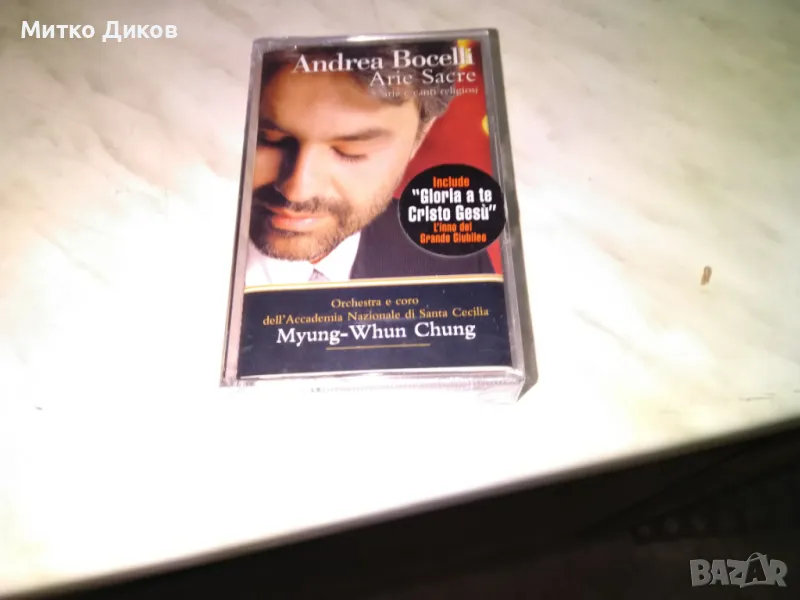 Митко Диков
Andrea Bocelli
Arie Sacre
arie e canti religiosi
Include
"Gloria a te
Cristo Gesù"
L'inno del
Grande Giubileo
Orchestra e coro
dell'Accademia Nazionale di Santa Cecilia
Myung-Whun Chung
BAZAR